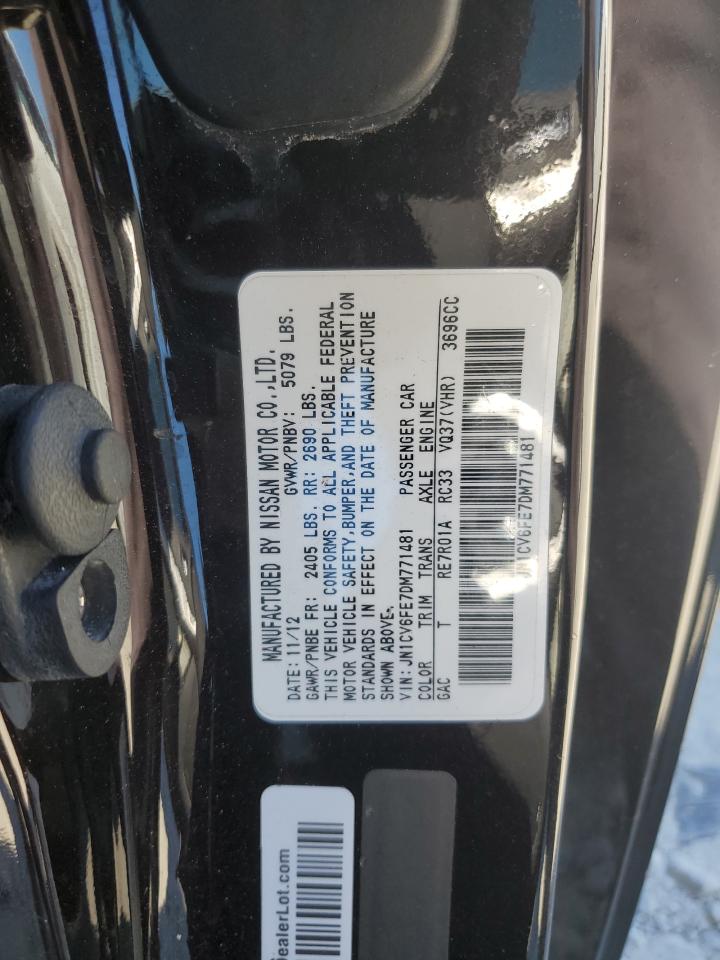 MANUFACTURED BY NISSAN MOTOR CO.,LTD.
DATE: 11/12 GVWR/PNBV: 5079 LBS.
GAWR/PNBE FR: 2405 LBS. RR: 2690 LBS.
THIS VEHICLE CONFORMS TO ALL APPLICABLE FEDERAL
MOTOR VEHICLE SAFETY,BUMPER,AND THEFT PREVENTION
STANDARDS IN EFFECT ON THE DATE OF MANUFACTURE
SHOWN ABOVE.
VIN: JN1CV6FE7DM771481 PASSENGER CAR
COLOR TRIM TRANS AXLE ENGINE
GAC T RE7R01A RC33 VQ37(VHR) 3696CC
JN1CV6FE7DM771481
ealerLot.com